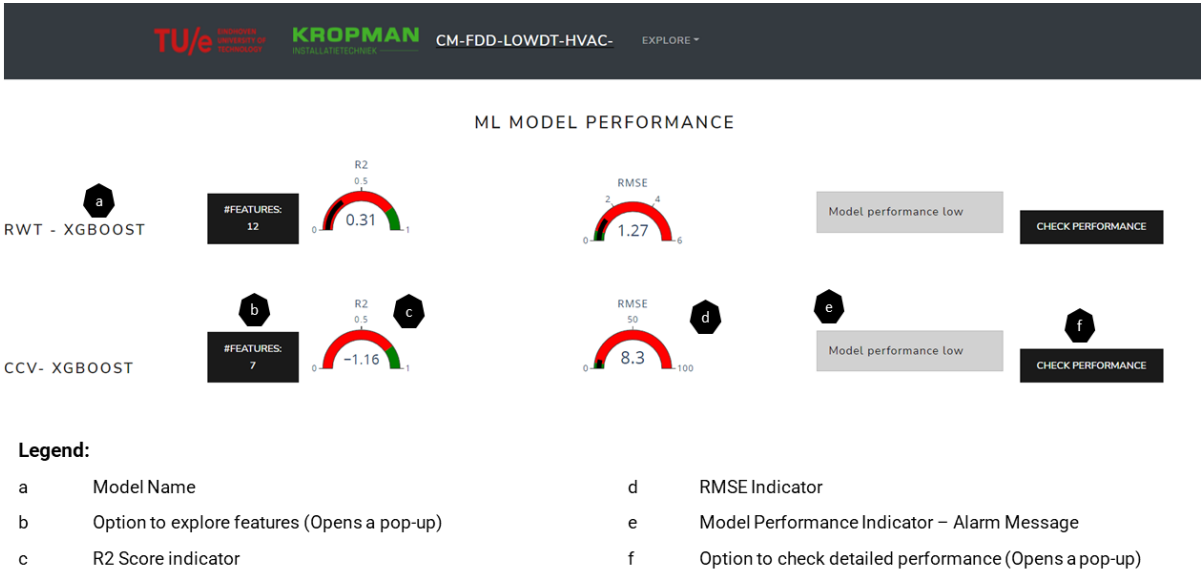 TU/e EINDHOVEN UNIVERSITY OF TECHNOLOGY
KROPMAN
INSTALLATIETECHNIEK
CM-FDD-LOWDT-HVAC-
EXPLORE
ML MODEL PERFORMANCE
a
RWT - XGBOOST
#FEATURES:
12
R2
0.5
0.31
0
1
RMSE
2
4
1.27
0
6
Model performance low
CHECK PERFORMANCE
CCV- XGBOOST
b
#FEATURES:
7
R2
0.5
−1.16
0
1
c
RMSE
50
8.3
0
100
d
e
Model performance low
f
CHECK PERFORMANCE
Legend:
a Model Name
b Option to explore features (Opens a pop-up)
c R2 Score indicator
d RMSE Indicator
e Model Performance Indicator – Alarm Message
f Option to check detailed performance (Opens a pop-up)